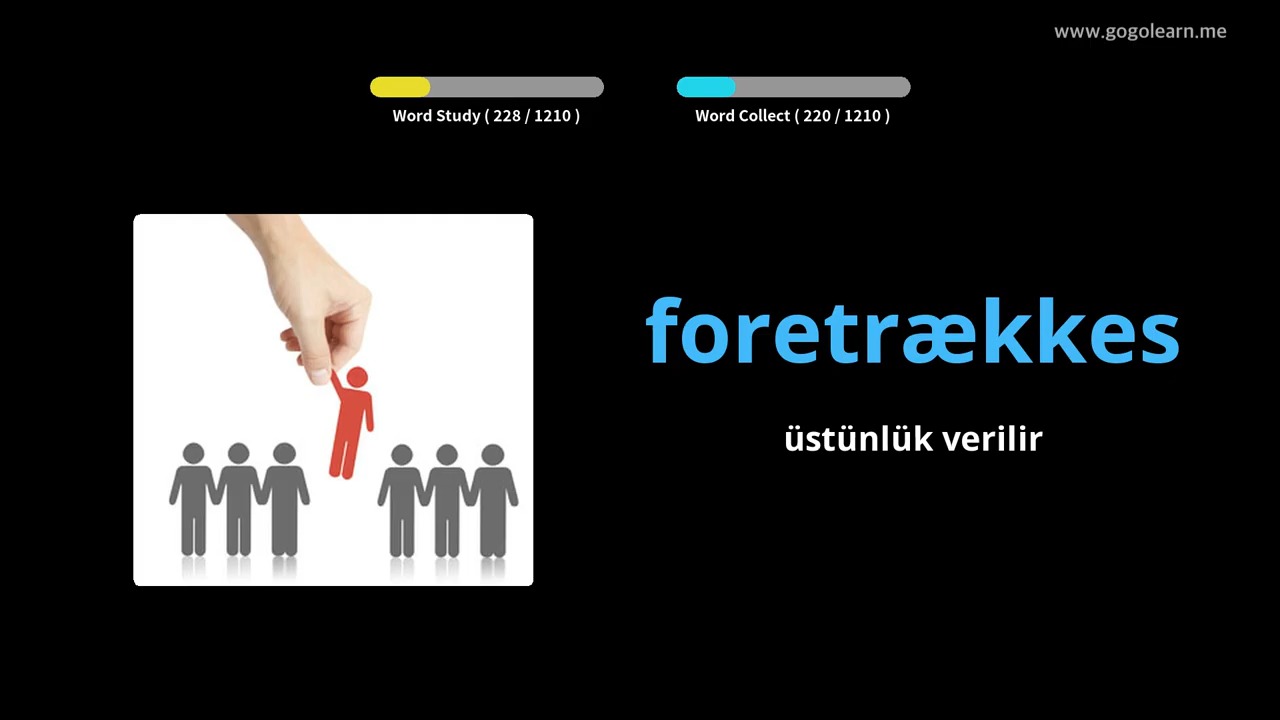 www.gogolearn.me
Word Study ( 228 / 1210 )
Word Collect ( 220 / 1210 )
foretrækkes
üstünlük verilir